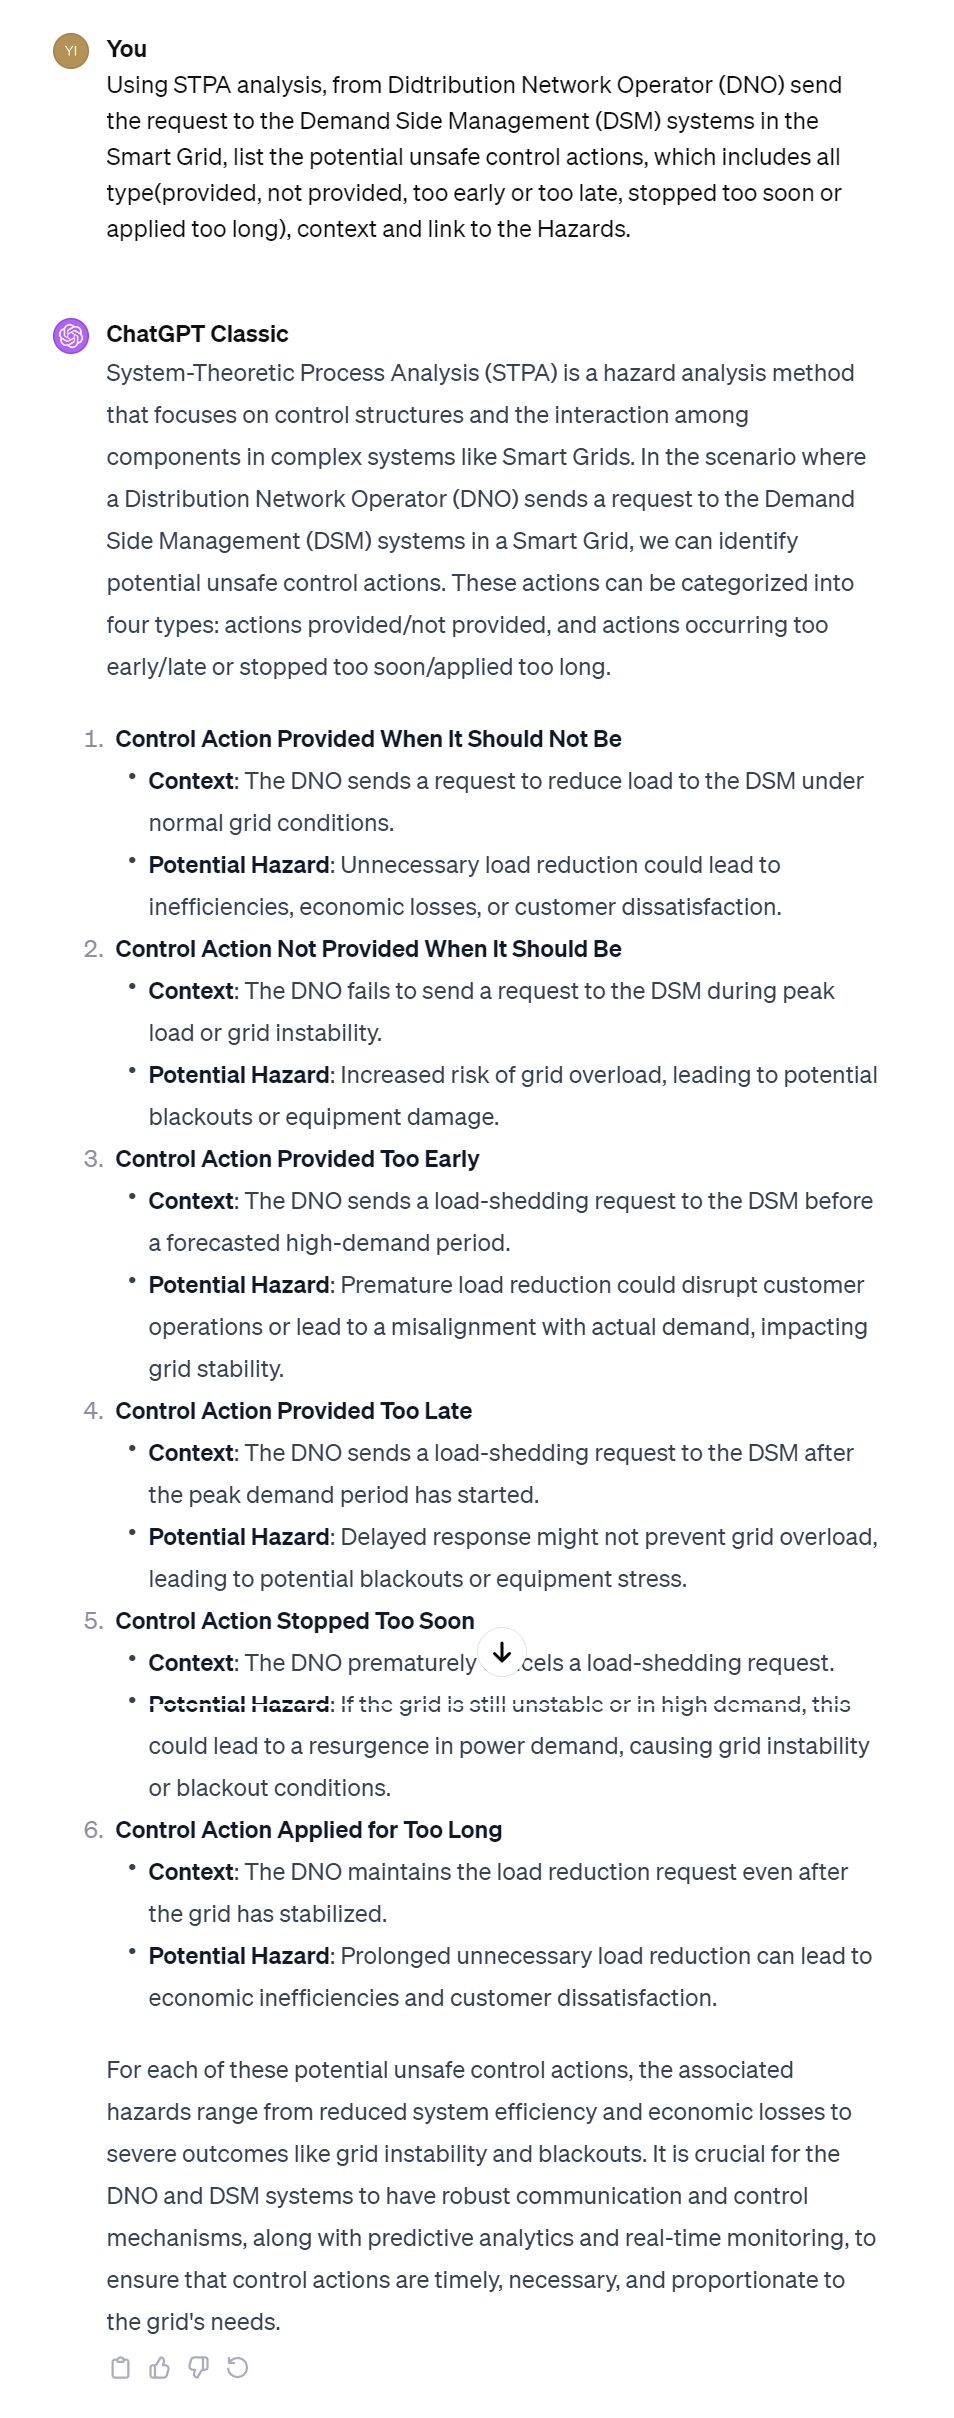 YI
You
Using STPA analysis, from Didtribution Network Operator (DNO) send
the request to the Demand Side Management (DSM) systems in the
Smart Grid, list the potential unsafe control actions, which includes all
type(provided, not provided, too early or too late, stopped too soon or
applied too long), context and link to the Hazards.
ChatGPT Classic
System-Theoretic Process Analysis (STPA) is a hazard analysis method
that focuses on control structures and the interaction among
components in complex systems like Smart Grids. In the scenario where
a Distribution Network Operator (DNO) sends a request to the Demand
Side Management (DSM) systems in a Smart Grid, we can identify
potential unsafe control actions. These actions can be categorized into
four types: actions provided/not provided, and actions occurring too
early/late or stopped too soon/applied too long.
1. Control Action Provided When It Should Not Be
• Context: The DNO sends a request to reduce load to the DSM under
normal grid conditions.
• Potential Hazard: Unnecessary load reduction could lead to
inefficiencies, economic losses, or customer dissatisfaction.
2. Control Action Not Provided When It Should Be
• Context: The DNO fails to send a request to the DSM during peak
load or grid instability.
• Potential Hazard: Increased risk of grid overload, leading to potential
blackouts or equipment damage.
3. Control Action Provided Too Early
• Context: The DNO sends a load-shedding request to the DSM before
a forecasted high-demand period.
• Potential Hazard: Premature load reduction could disrupt customer
operations or lead to a misalignment with actual demand, impacting
grid stability.
4. Control Action Provided Too Late
• Context: The DNO sends a load-shedding request to the DSM after
the peak demand period has started.
• Potential Hazard: Delayed response might not prevent grid overload,
leading to potential blackouts or equipment stress.
5. Control Action Stopped Too Soon
• Context: The DNO prematurely cels a load-shedding request.
• Potential Hazard: If the grid is still unstable or in high demand, this
could lead to a resurgence in power demand, causing grid instability
or blackout conditions.
6. Control Action Applied for Too Long
• Context: The DNO maintains the load reduction request even after
the grid has stabilized.
• Potential Hazard: Prolonged unnecessary load reduction can lead to
economic inefficiencies and customer dissatisfaction.
For each of these potential unsafe control actions, the associated
hazards range from reduced system efficiency and economic losses to
severe outcomes like grid instability and blackouts. It is crucial for the
DNO and DSM systems to have robust communication and control
mechanisms, along with predictive analytics and real-time monitoring, to
ensure that control actions are timely, necessary, and proportionate to
the grid's needs.